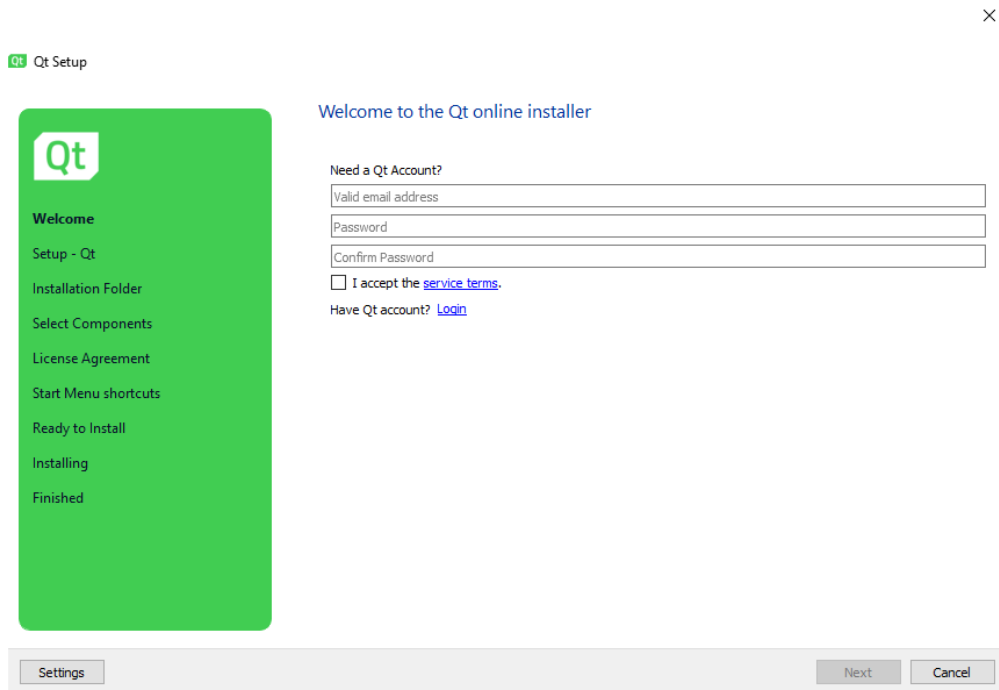 Qt Setup
Welcome to the Qt online installer
Qt
Welcome
Setup - Qt
Installation Folder
Select Components
License Agreement
Start Menu shortcuts
Ready to Install
Installing
Finished
Need a Qt Account?
Valid email address
Password
Confirm Password
I accept the service terms.
Have Qt account? Login
Settings
Next
Cancel